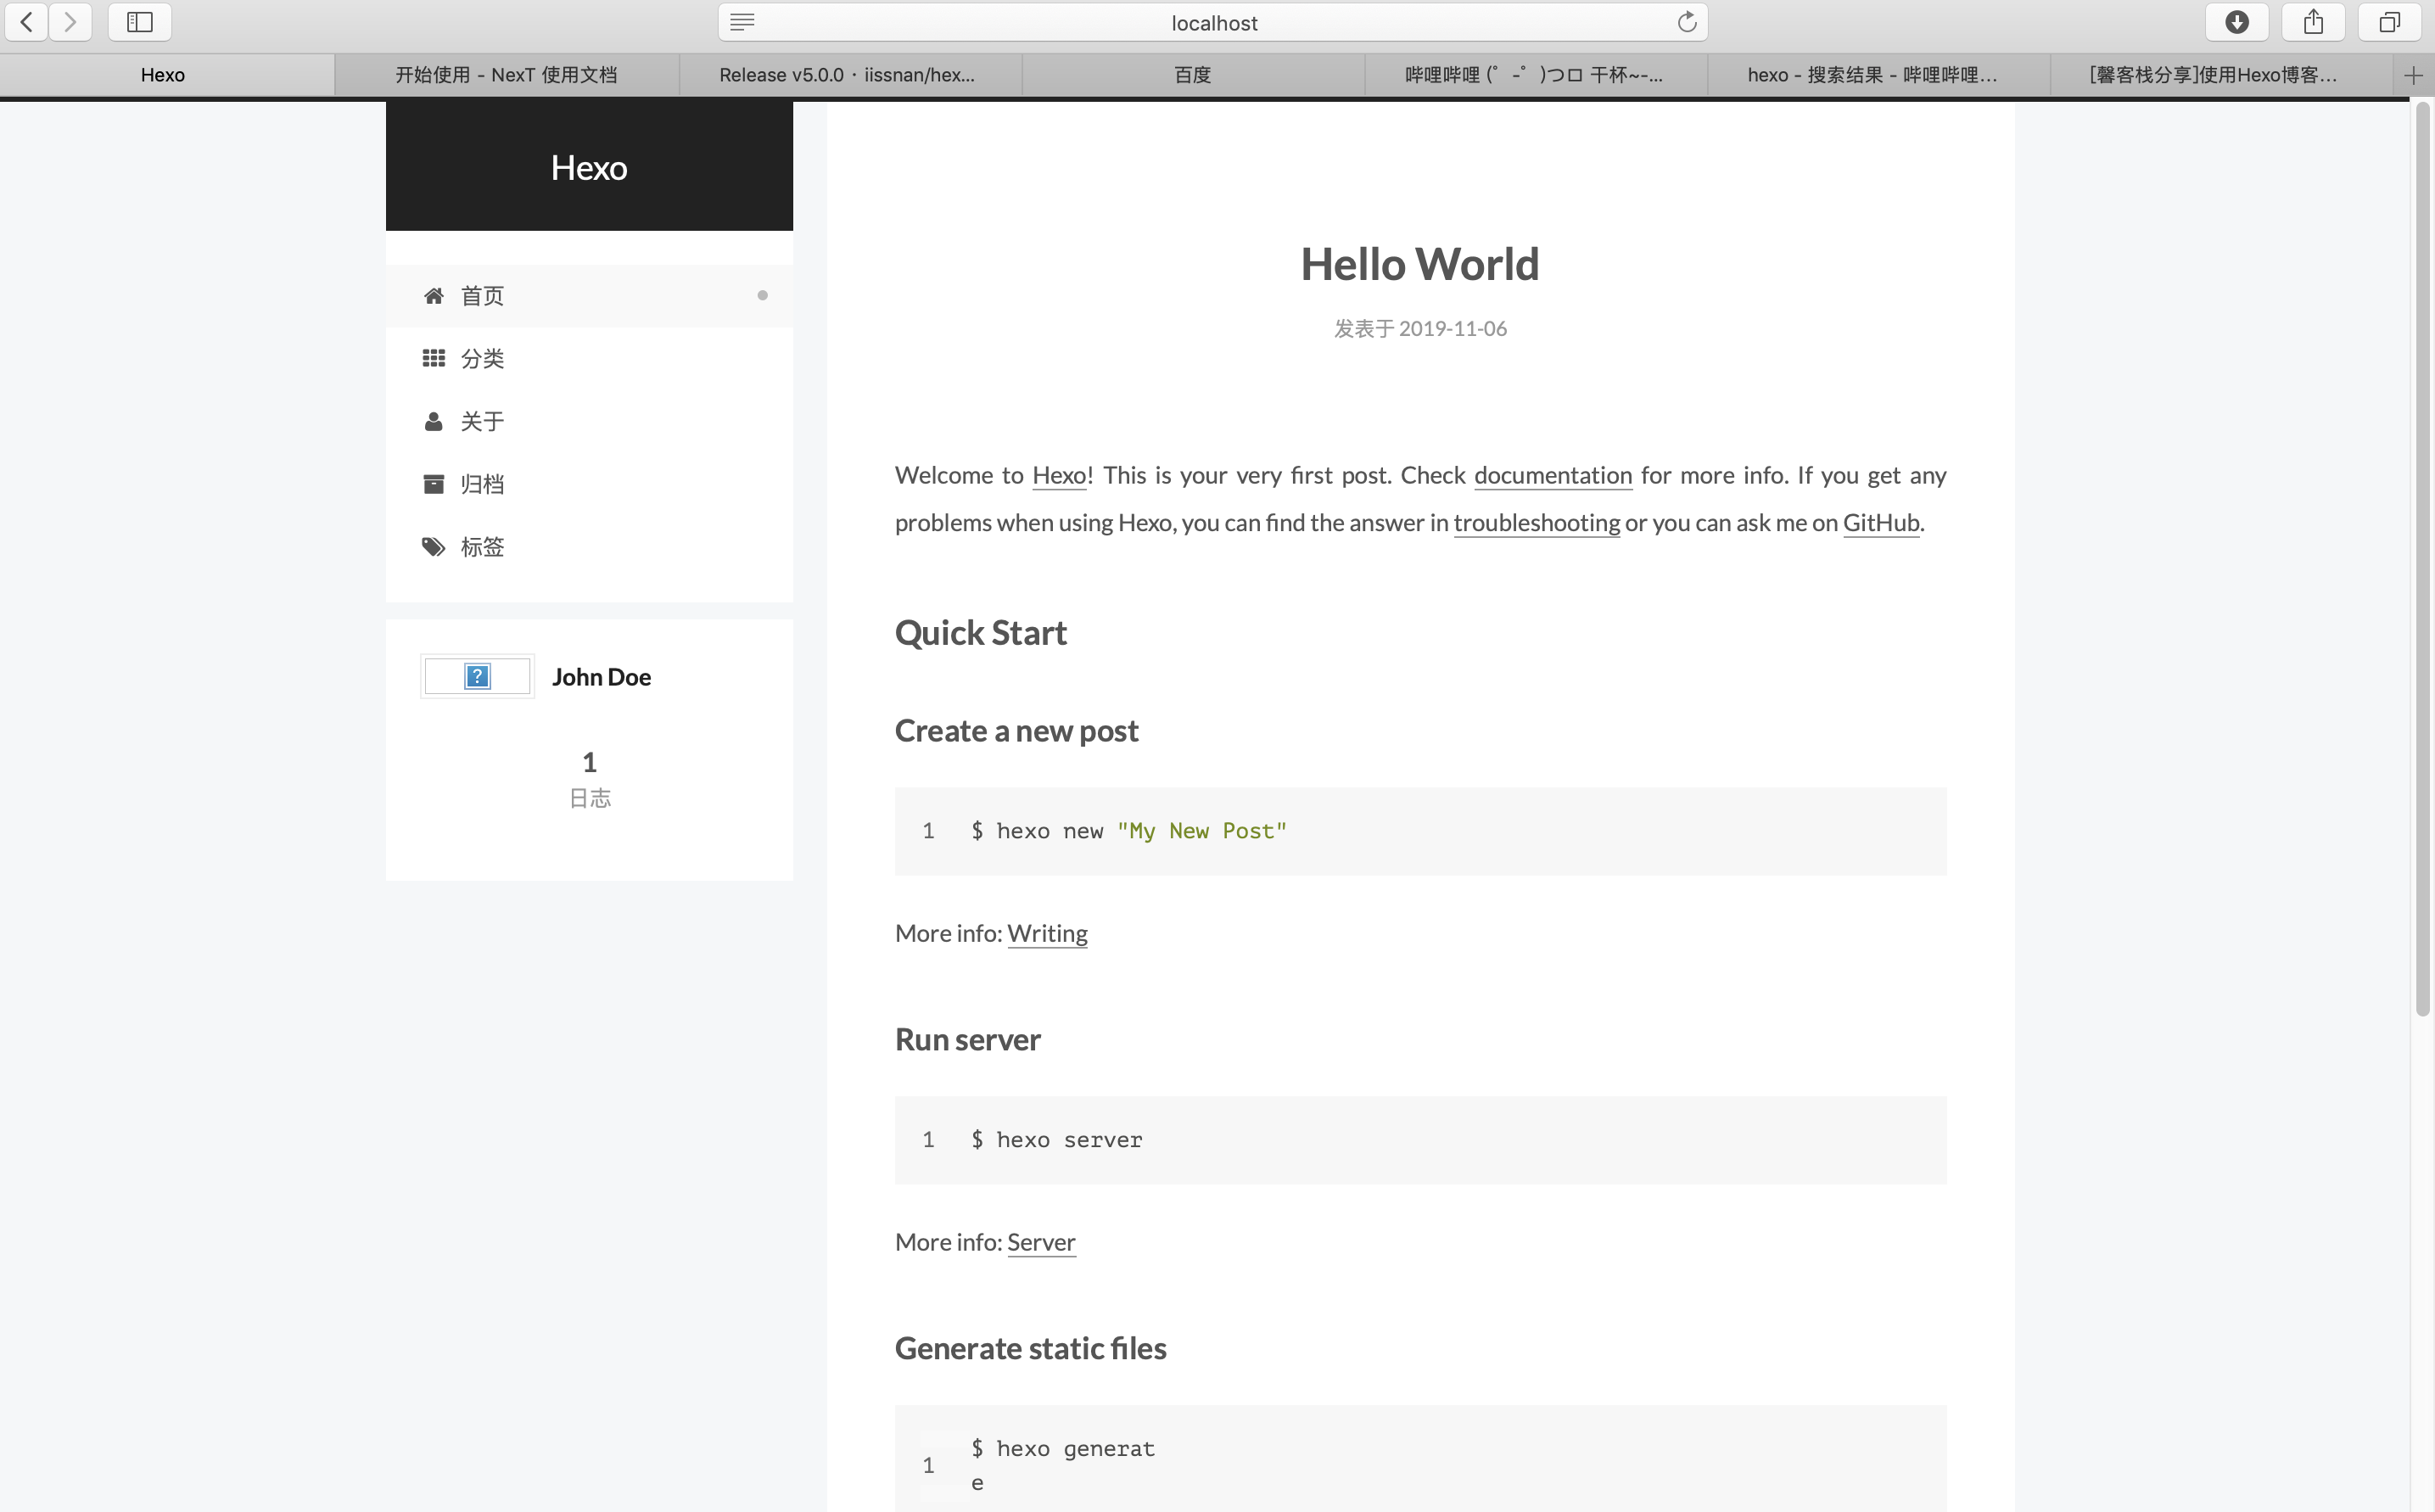 localhost
Hexo
开始使用 - NexT 使用文档
Release v5.0.0 · iissnan/hex...
百度
哔哩哔哩 (゜-゜)つロ 干杯~-...
hexo - 搜索结果 - 哔哩哔哩...
[馨客栈分享]使用Hexo博客...
Hexo
首页
分类
关于
归档
标签
John Doe
1
日志
Hello World
发表于 2019-11-06
Welcome to Hexo! This is your very first post. Check documentation for more info. If you get any
problems when using Hexo, you can find the answer in troubleshooting or you can ask me on GitHub.
Quick Start
Create a new post
1 $ hexo new "My New Post"
More info: Writing
Run server
1 $ hexo server
More info: Server
Generate static files
1 $ hexo generat
e